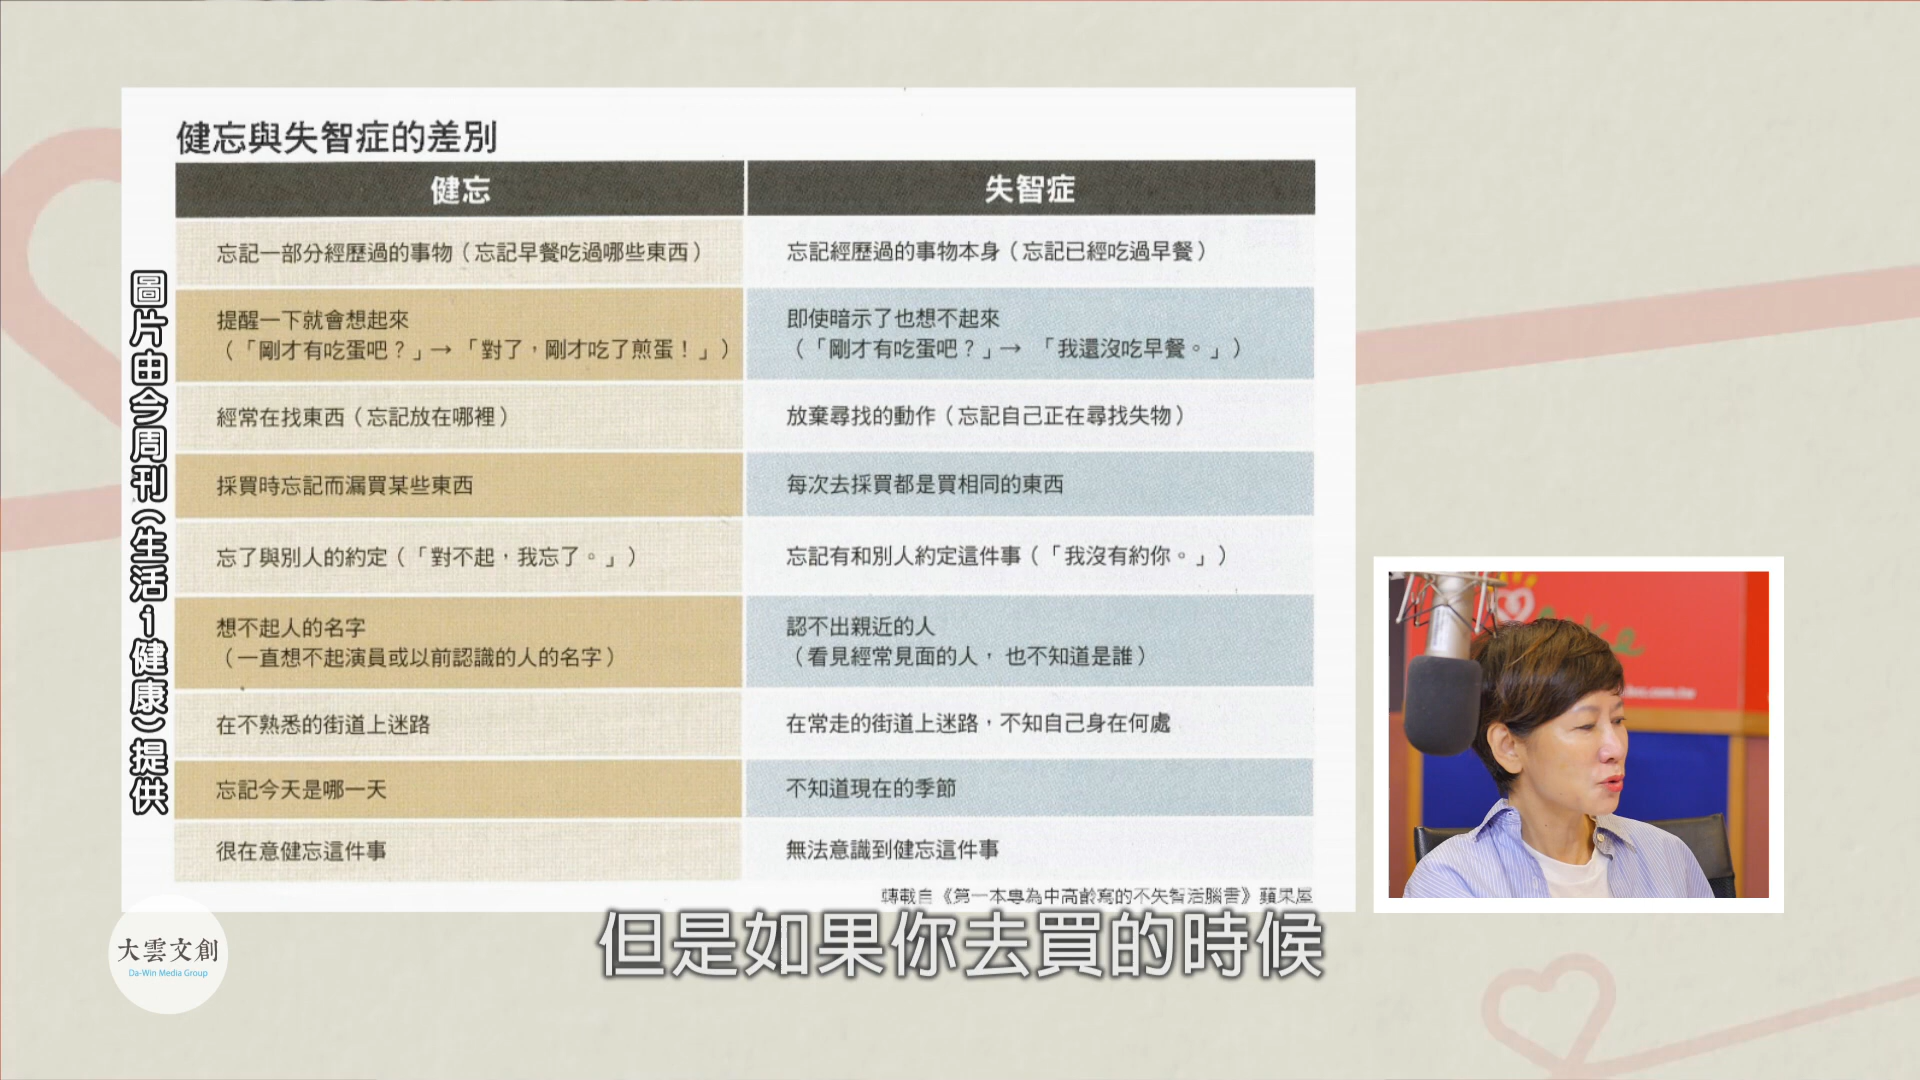 健忘與失智症的差別
健忘
失智症
忘記一部分經歷過的事物（忘記早餐吃過哪些東西）
忘記經歷過的事物本身（忘記已經吃過早餐）
提醒一下就會想起來
（「剛才有吃蛋吧？」→「對了，剛才吃了煎蛋！」）
即使暗示了也想不起來
（「剛才有吃蛋吧？」→「我還沒吃早餐。」）
經常在找東西（忘記放在哪裡）
放棄尋找的動作（忘記自己正在尋找失物）
採買時忘記而漏買某些東西
每次去採買都是買相同的東西
忘了與別人的約定（「對不起，我忘了。」）
忘記有和別人約定這件事（「我沒有約你。」）
想不起人的名字
（一直想不起演員或以前認識的人的名字）
認不出親近的人
（看見經常見面的人，也不知道是誰）
在不熟悉的街道上迷路
在常走的街道上迷路，不知自己身在何處
忘記今天是哪一天
不知道現在的季節
很在意健忘這件事
無法意識到健忘這件事
轉載自《第一本專為中高齡寫的不失智活腦書》蘋果屋
圖片由今周刊（生活1健康）提供
大雲文創
Da-Win Media Group
但是如果你去買的時候